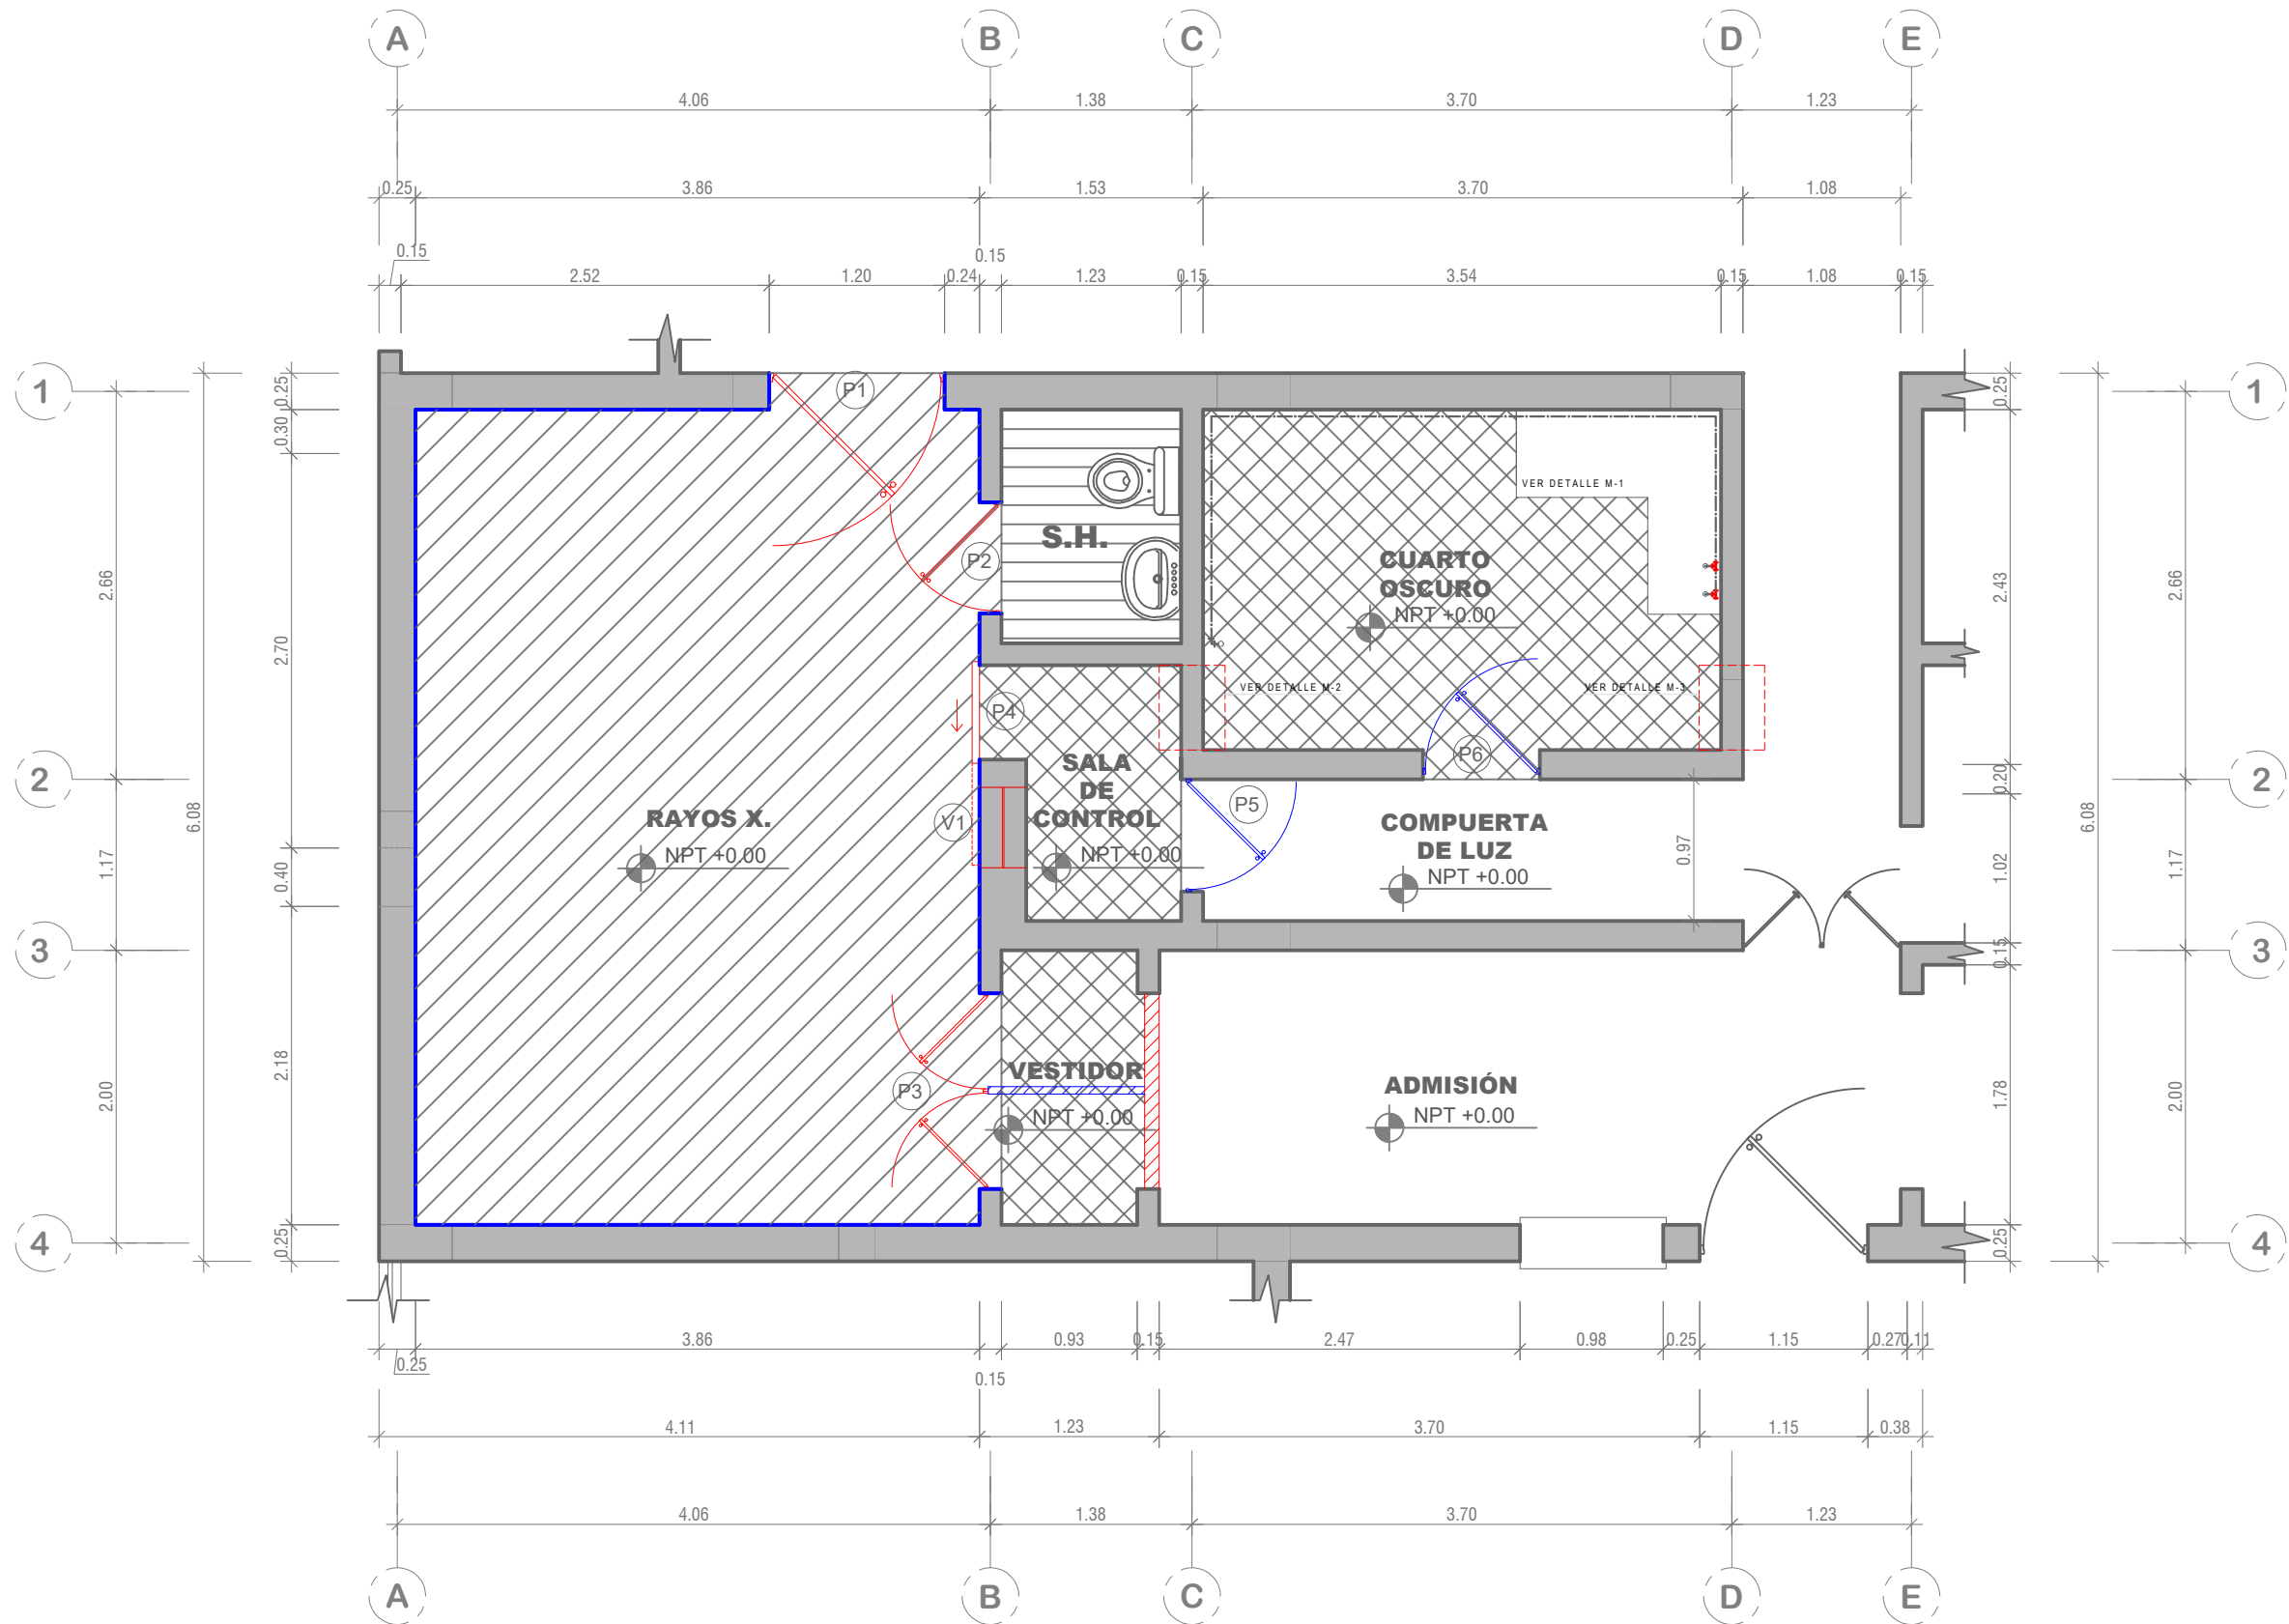 A B C D E
4.06 1.38 3.70 1.23
0.25 3.86 1.53 3.70 1.08
0.15 0.15
2.52 1.20 0.24 1.23 0.15 3.54 0.15 1.08 0.15
1 1
0.25 0.25
P1
0.30
VER DETALLE M-1
S.H.
P2
CUARTO
OSCURO
NPT +0.00
2.66 2.43 2.66
2.70
VER DETALLE M-2 VER DETALLE M-3
P4
P6
2 2
0.20
SALA
DE
CONTROL
NPT +0.00
RAYOS X.
NPT +0.00
V1
P5
COMPUERTA
DE LUZ
NPT +0.00
0.97
6.08 6.08
1.17 0.40 1.02 1.17
3 3
0.15
VESTIDOR
NPT +0.00
P3
ADMISIÓN
NPT +0.00
2.00 2.18 1.78 2.00
4 4
0.25 0.25
3.86 0.93 0.15 2.47 0.98 0.25 1.15 0.27 0.11
0.25 0.15
4.11 1.23 3.70 1.15 0.38
4.06 1.38 3.70 1.23
A B C D E